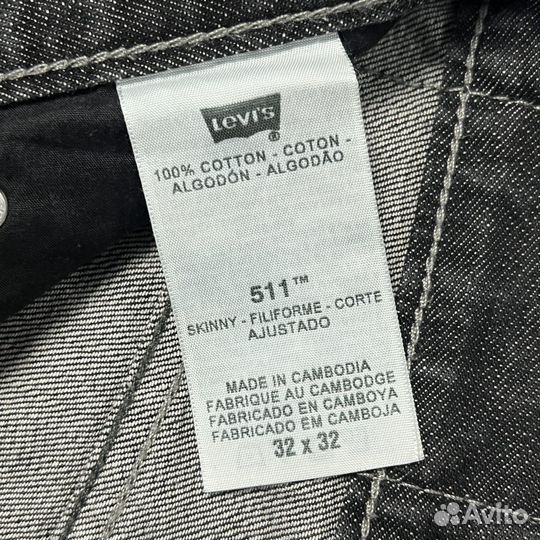 Levi's
®
100% COTTON - COTON -
ALGODÓN - ALGODÃO
511™
SKINNY - FILIFORME - CORTE
AJUSTADO
MADE IN CAMBODIA
FABRIQUE AU CAMBODGE
FABRICADO EN CAMBOYA
FABRICADO EM CAMBOJA
32 x 32
Avito